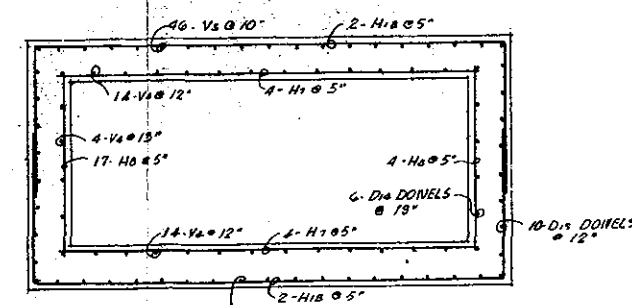 46-V5@10"
2-H18@5"
14-V4@12"
4-H7@5"
4-V4@13"
17-H8@5"
4-H8@5"
6-D14 DOWELS
@ 13"
10-D15 DOWELS
@ 12"
14-V4@12"
4-H7@5"
2-H18@5"